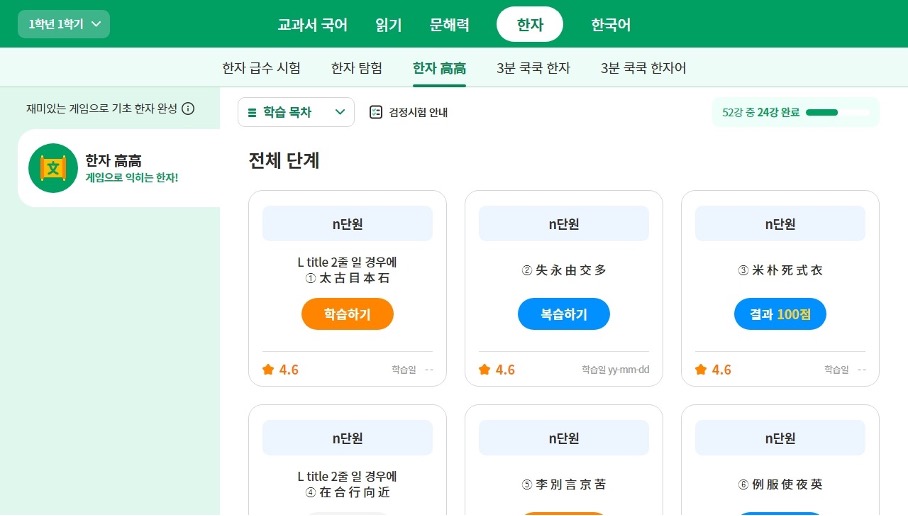 1학년 1학기
교과서 국어 읽기 문해력 한자 한국어
한자 급수 시험 한자 탐험 한자 高高 3분 쿡쿡 한자 3분 쿡쿡 한자어
재미있는 게임으로 기초 한자 완성
文
한자 高高
게임으로 익히는 한자!
학습 목차 검정시험 안내 52강 중 24강 완료
전체 단계
n단원
L title 2줄 일 경우에
① 太 古 目 本 石
학습하기
4.6 학습일 - -
n단원
② 失 永 由 交 多
복습하기
4.6 학습일 yy-mm-dd
n단원
③ 米 朴 死 式 衣
결과 100점
4.6 학습일 - -
n단원
L title 2줄 일 경우에
④ 在 合 行 向 近
n단원
⑤ 李 別 言 京 苦
n단원
⑥ 例 服 使 夜 英